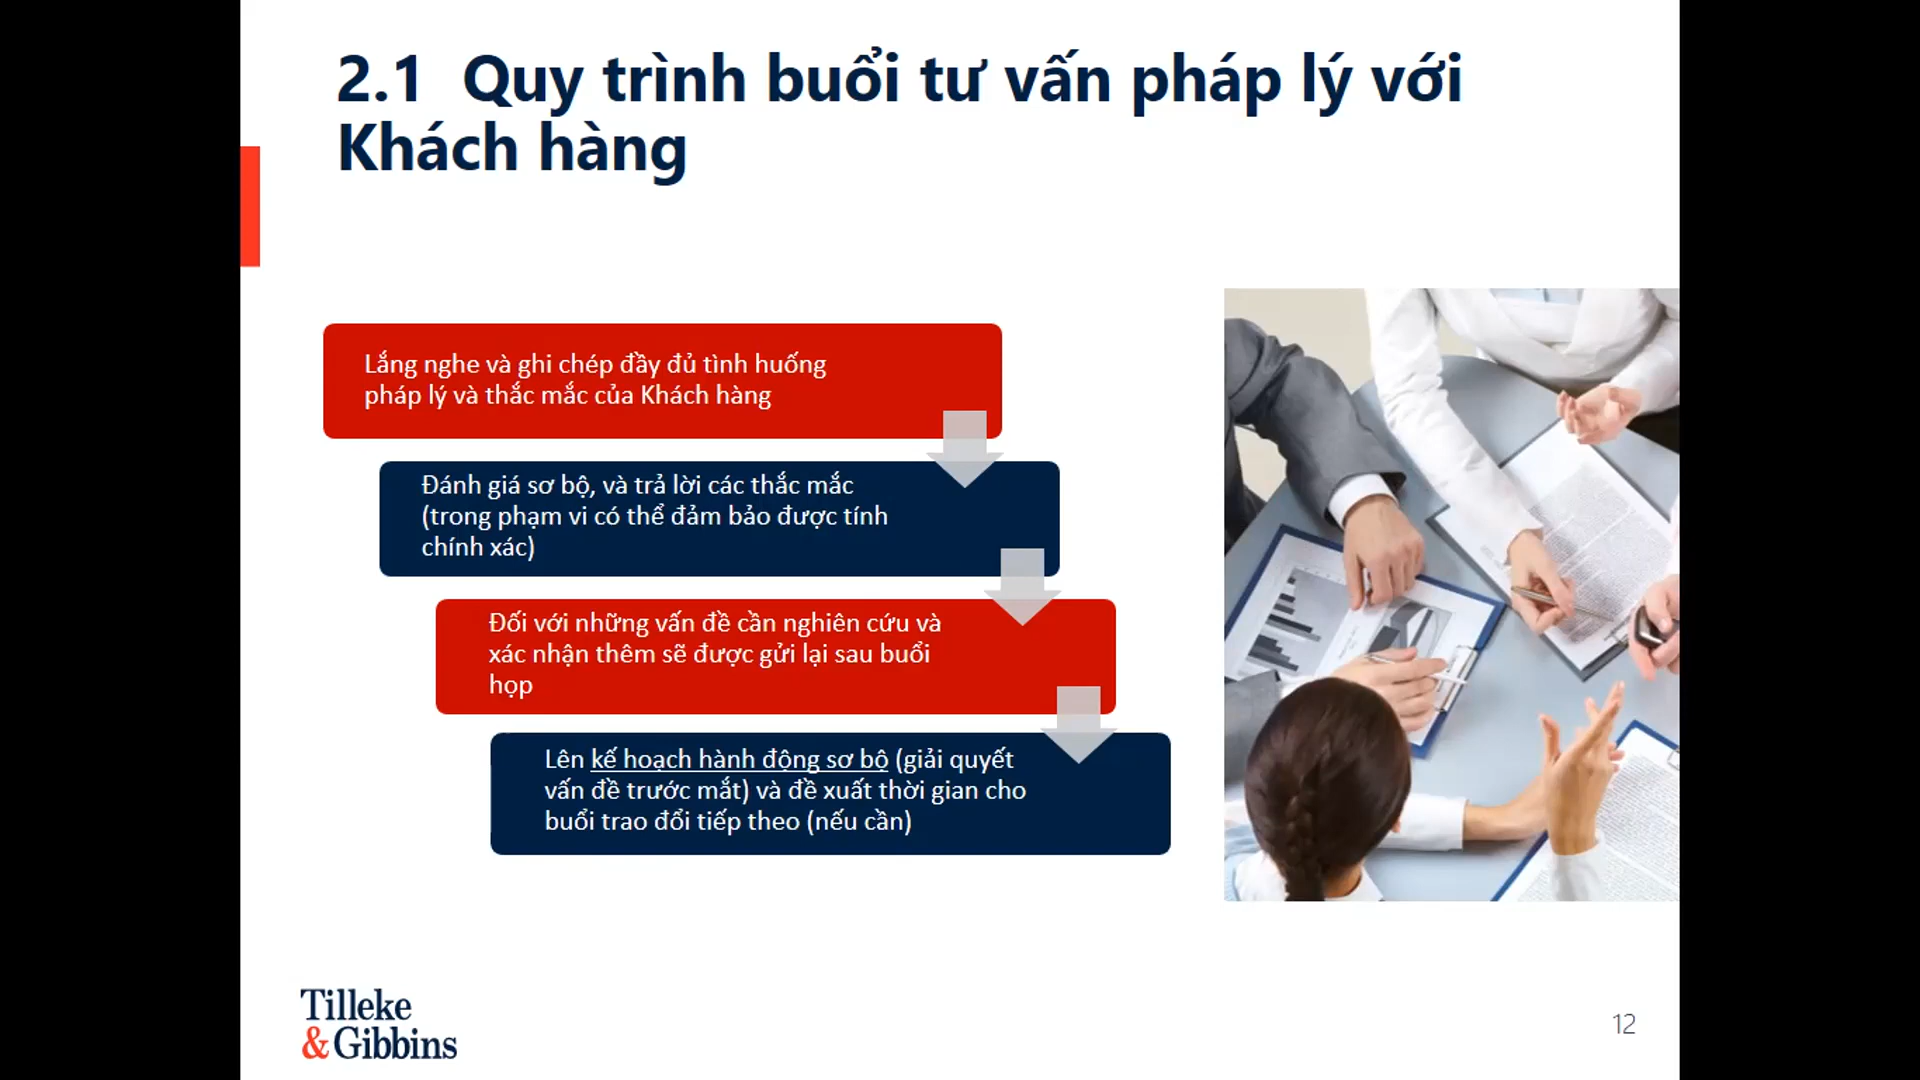 2.1 Quy trình buổi tư vấn pháp lý với
Khách hàng
Lắng nghe và ghi chép đầy đủ tình huống
pháp lý và thắc mắc của Khách hàng
Đánh giá sơ bộ, và trả lời các thắc mắc
(trong phạm vi có thể đảm bảo được tính
chính xác)
Đối với những vấn đề cần nghiên cứu và
xác nhận thêm sẽ được gửi lại sau buổi
họp
Lên kế hoạch hành động sơ bộ (giải quyết
vấn đề trước mắt) và đề xuất thời gian cho
buổi trao đổi tiếp theo (nếu cần)
Tilleke
&Gibbins
12